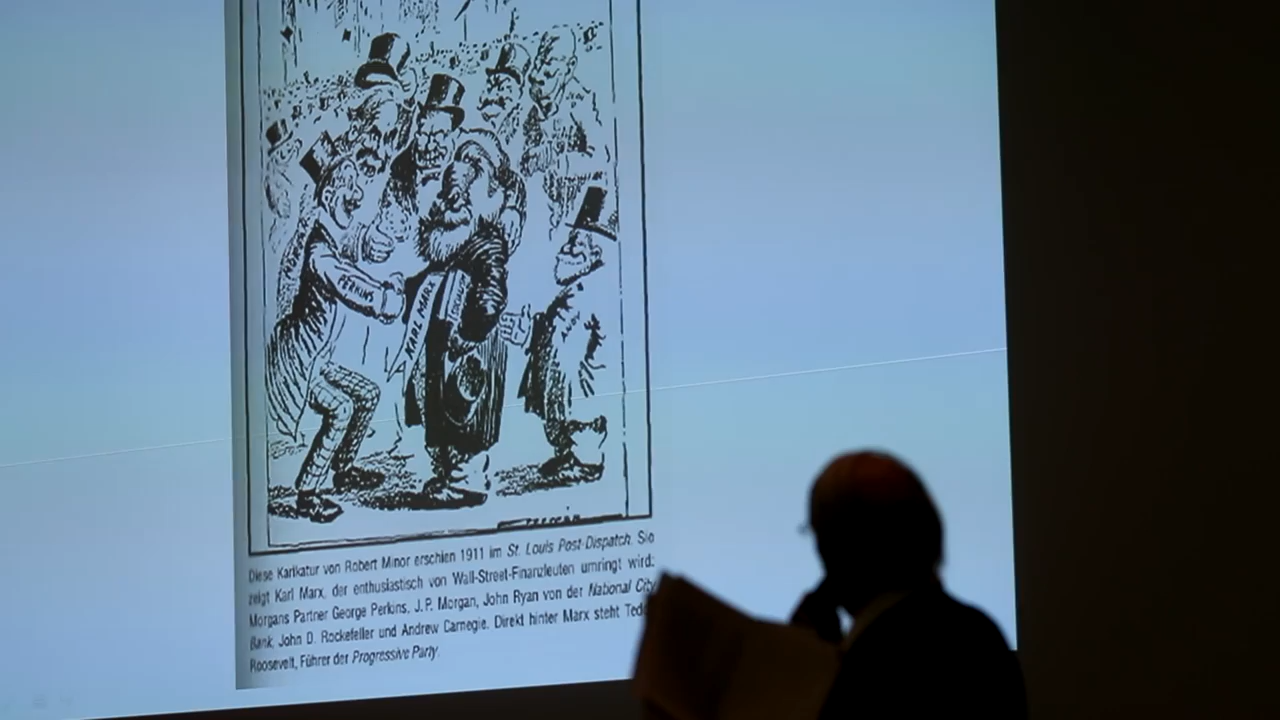 PERKINS
KARL MARX
Diese Karikatur von Robert Minor erschien 1911 im St. Louis Post-Dispatch. Sie
zeigt Karl Marx, der enthusiastisch von Wall-Street-Finanzleuten umringt wird:
Morgans Partner George Perkins, J.P. Morgan, John Ryan von der National City
Bank, John D. Rockefeller und Andrew Carnegie. Direkt hinter Marx steht
Roosevelt, Führer der Progressive Party.